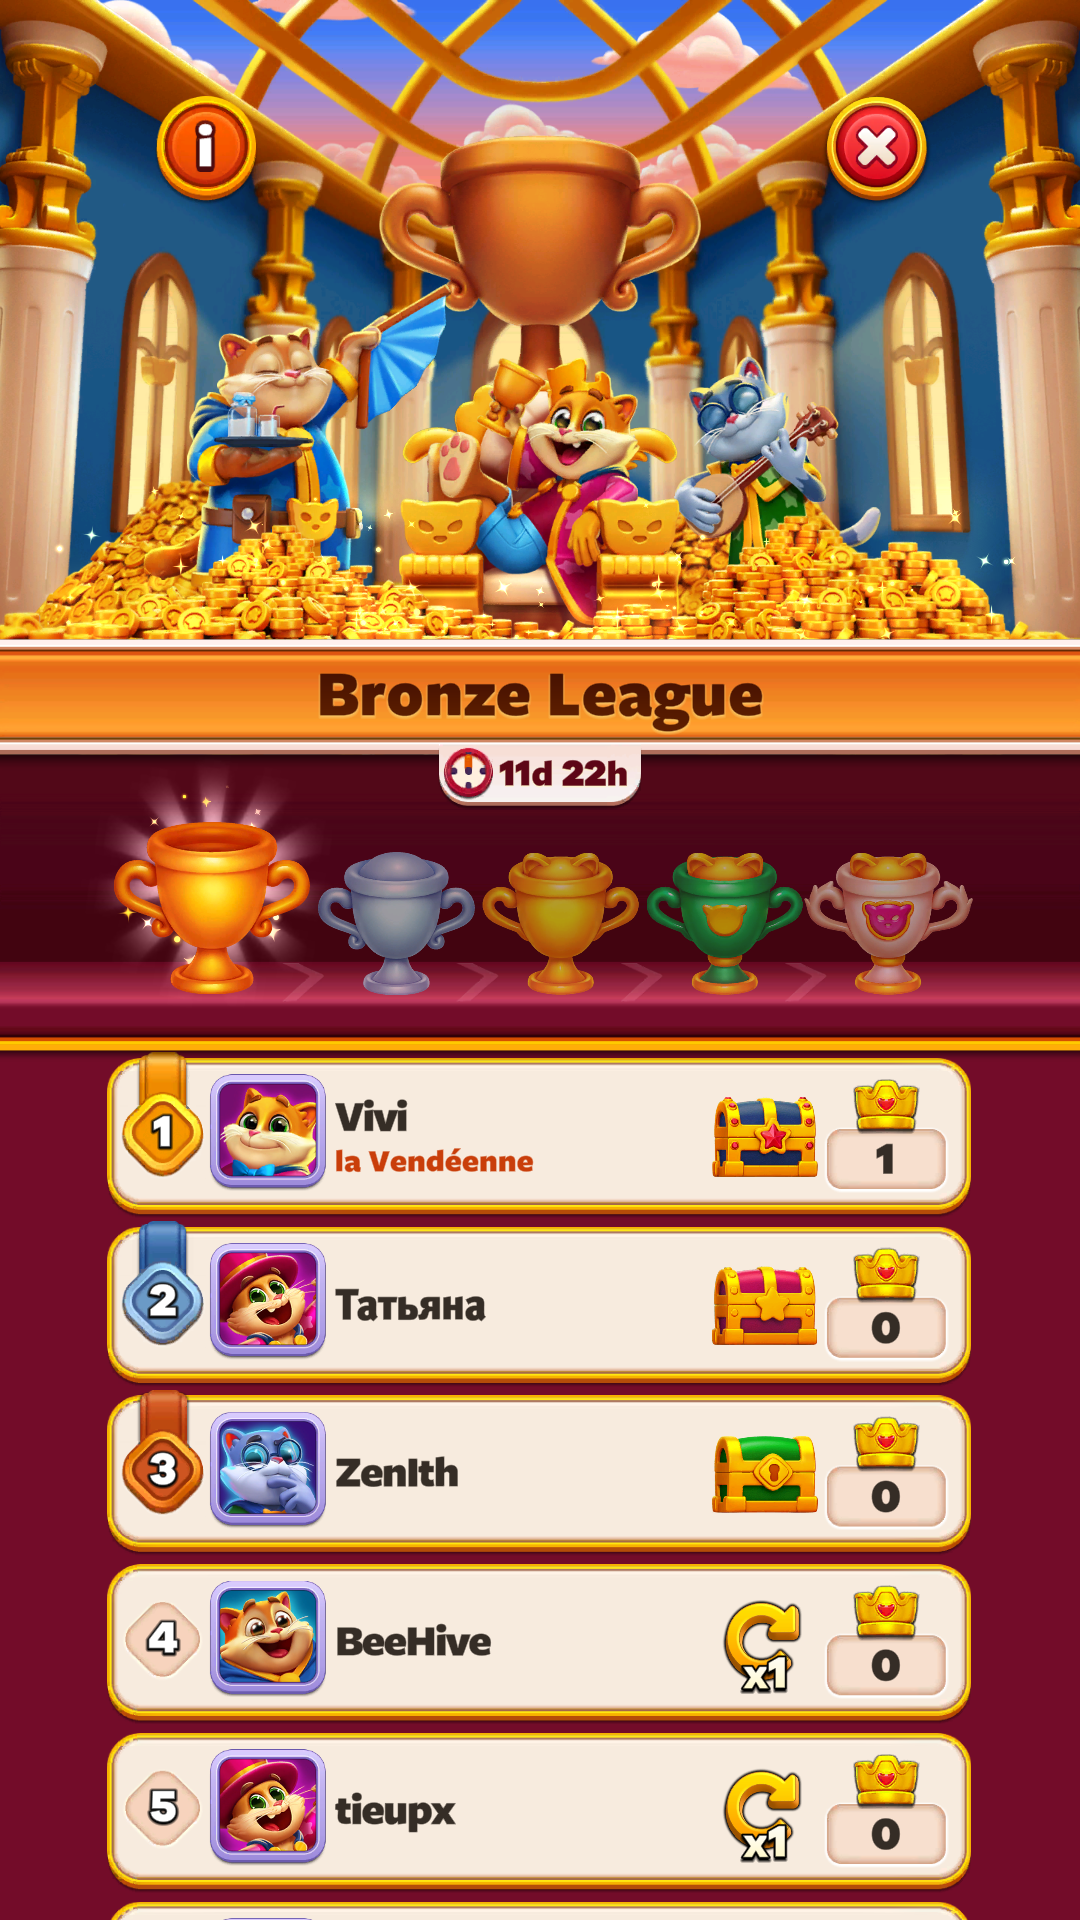 i
Bronze League
11d 22h
1
Vivi
la Vendéenne
1
2
Татьяна
0
3
ZenIth
0
4
BeeHive
x1
0
5
tieupx
x1
0